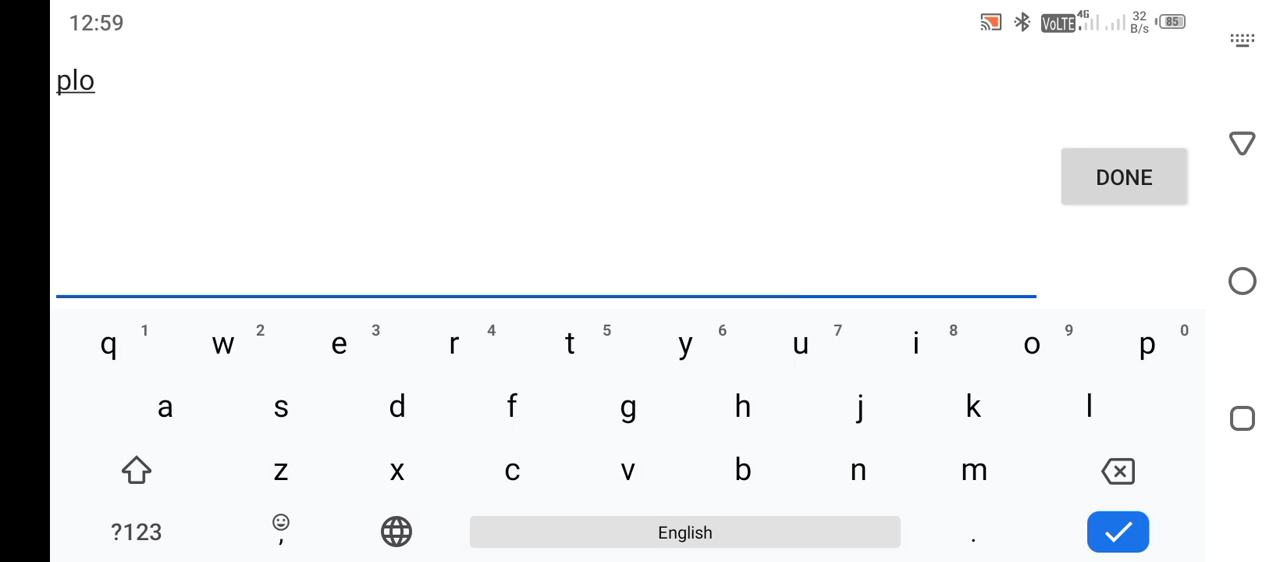 12:59
VoLTE 4G 32 B/s 85
plo
DONE
q 1 w 2 e 3 r 4 t 5 y 6 u 7 i 8 o 9 p 0
a s d f g h j k l
z x c v b n m
?123 , English .